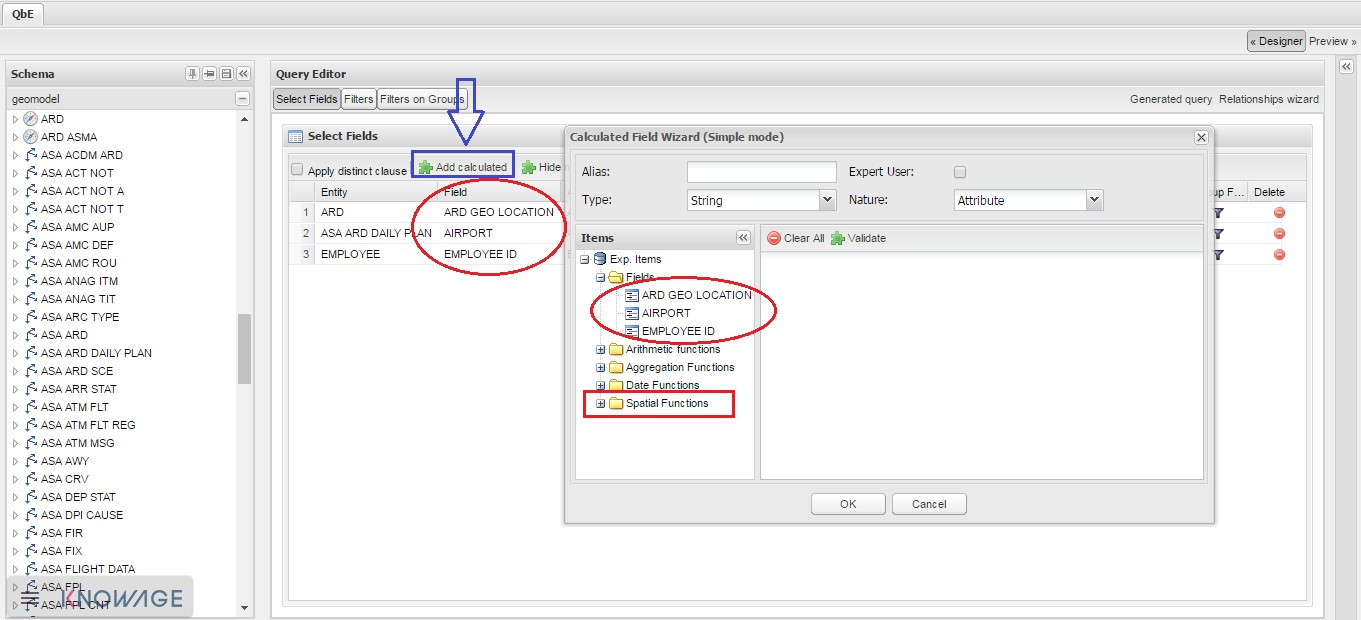 QbE
« Designer Preview »
Schema
geomodel
ARD
ARD ASMA
ASA ACDM ARD
ASA ACT NOT
ASA ACT NOT A
ASA ACT NOT T
ASA AMC AUP
ASA AMC DEF
ASA AMC ROU
ASA ANAG ITM
ASA ANAG TIT
ASA ARC TYPE
ASA ARD
ASA ARD DAILY PLAN
ASA ARD SCE
ASA ARR STAT
ASA ATM FLT
ASA ATM FLT REG
ASA ATM MSG
ASA AWY
ASA CRV
ASA DEP STAT
ASA DPI CAUSE
ASA FIR
ASA FIX
ASA FLIGHT DATA
ASA FPL
ASA FPL CNT
KNOWAGE
Query Editor
Select Fields Filters Filters on Groups
Generated query Relationships wizard
Select Fields
Apply distinct clause Add calculated Hide
Entity Field up F... Delete
1 ARD ARD GEO LOCATION
2 ASA ARD DAILY PLAN AIRPORT
3 EMPLOYEE EMPLOYEE ID
Calculated Field Wizard (Simple mode)
Alias: Expert User:
Type: String Nature: Attribute
Items
Clear All Validate
Exp. Items
Fields
ARD GEO LOCATION
AIRPORT
EMPLOYEE ID
Arithmetic functions
Aggregation Functions
Date Functions
Spatial Functions
OK Cancel